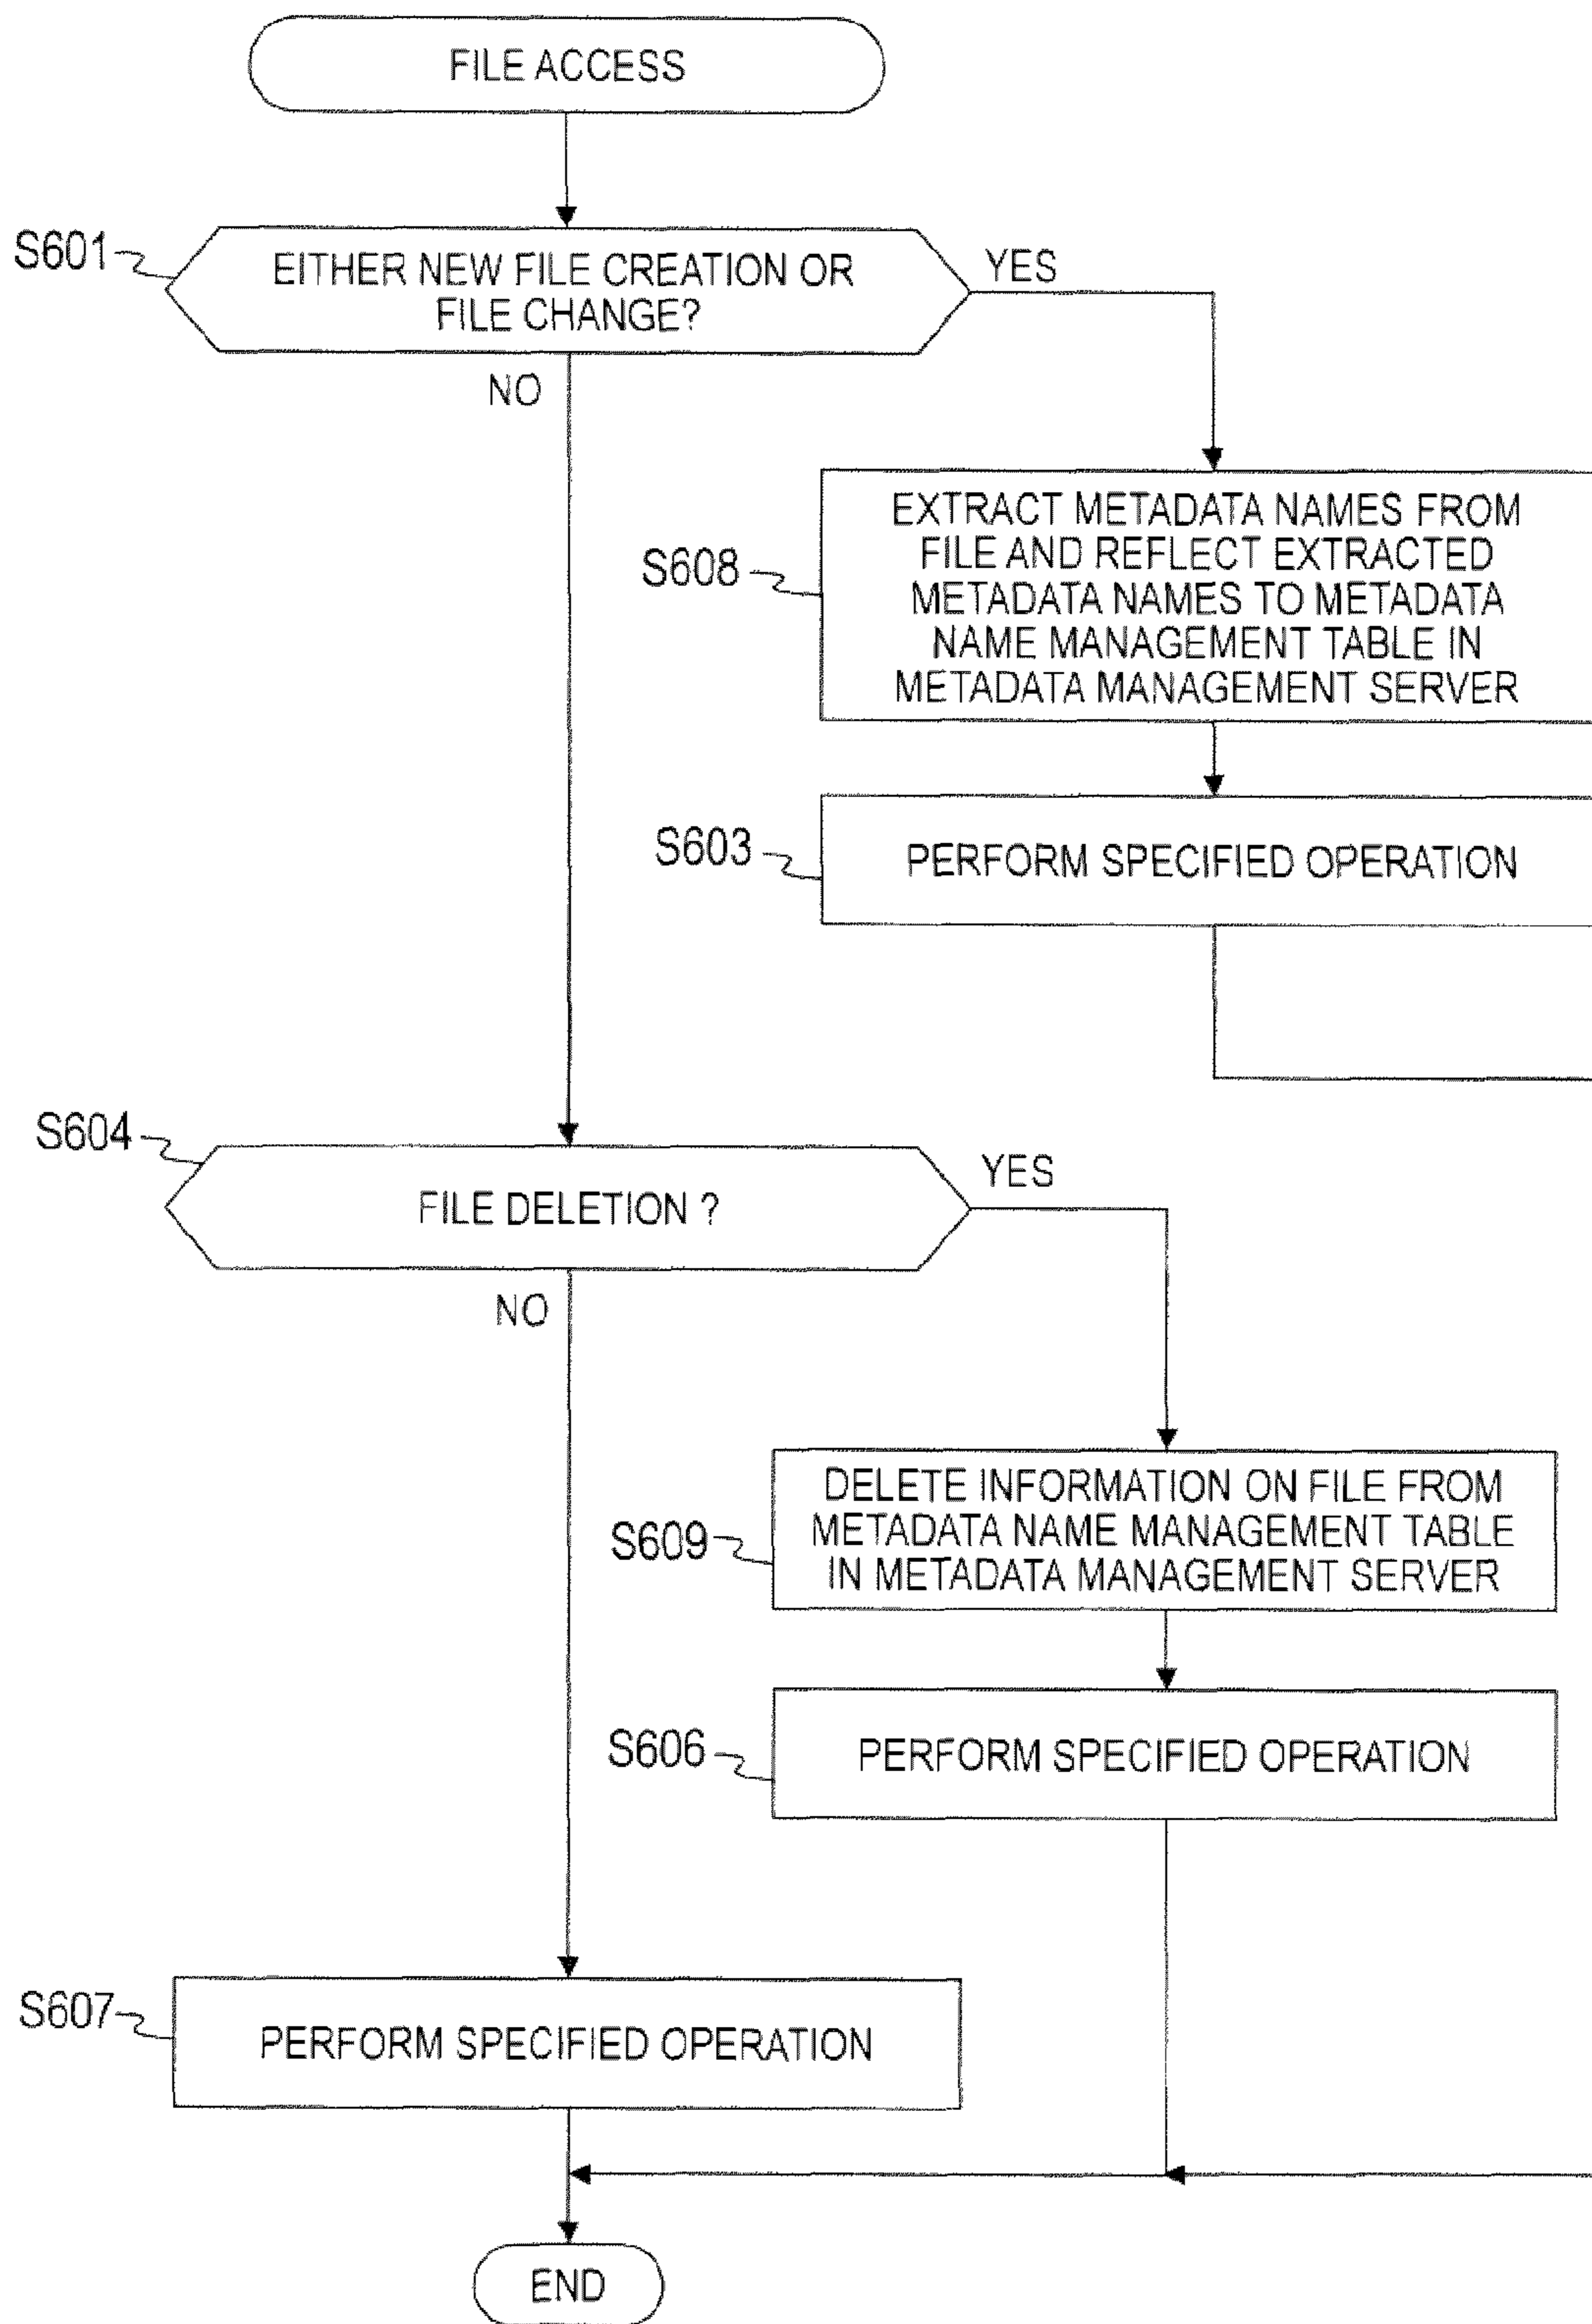 FILE ACCESS
S601
EITHER NEW FILE CREATION OR
FILE CHANGE?
YES
NO
S608
EXTRACT METADATA NAMES FROM
FILE AND REFLECT EXTRACTED
METADATA NAMES TO METADATA
NAME MANAGEMENT TABLE IN
METADATA MANAGEMENT SERVER
S603
PERFORM SPECIFIED OPERATION
S604
FILE DELETION ?
YES
NO
S609
DELETE INFORMATION ON FILE FROM
METADATA NAME MANAGEMENT TABLE
IN METADATA MANAGEMENT SERVER
S606
PERFORM SPECIFIED OPERATION
S607
PERFORM SPECIFIED OPERATION
END